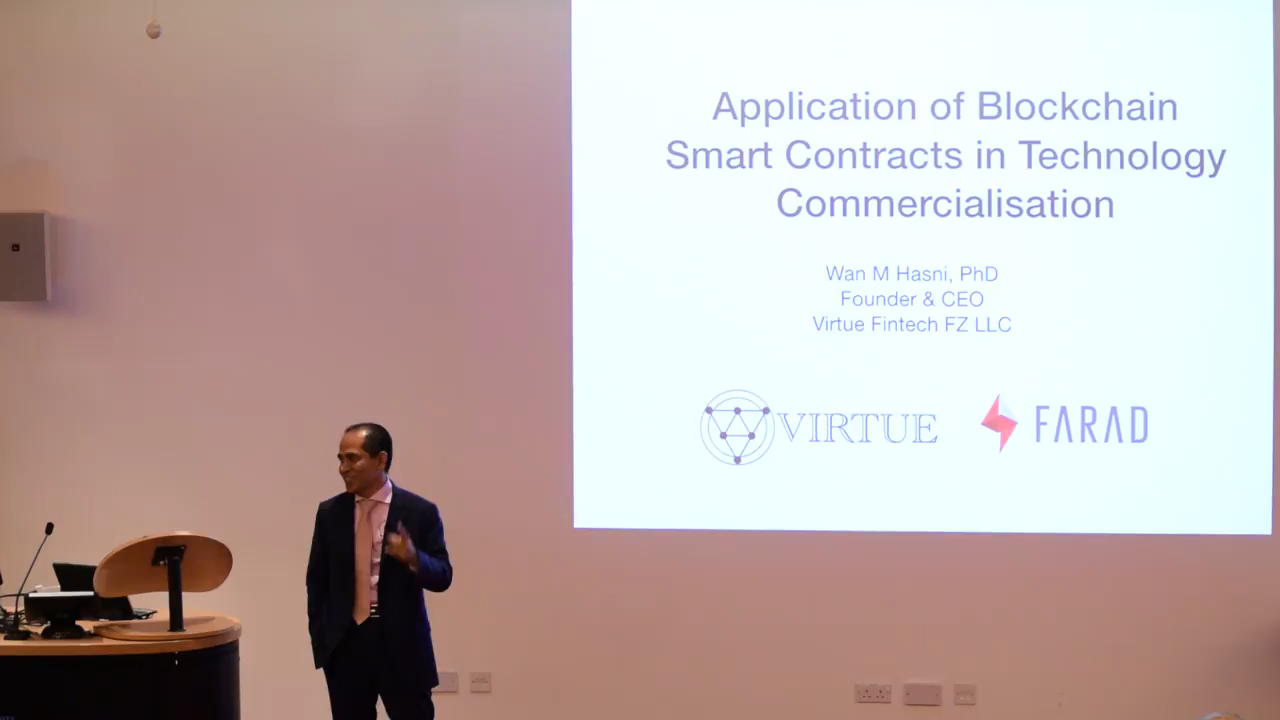 Application of Blockchain
Smart Contracts in Technology
Commercialisation
Wan M Hasni, PhD
Founder & CEO
Virtue Fintech FZ LLC
VIRTUE
FARAD